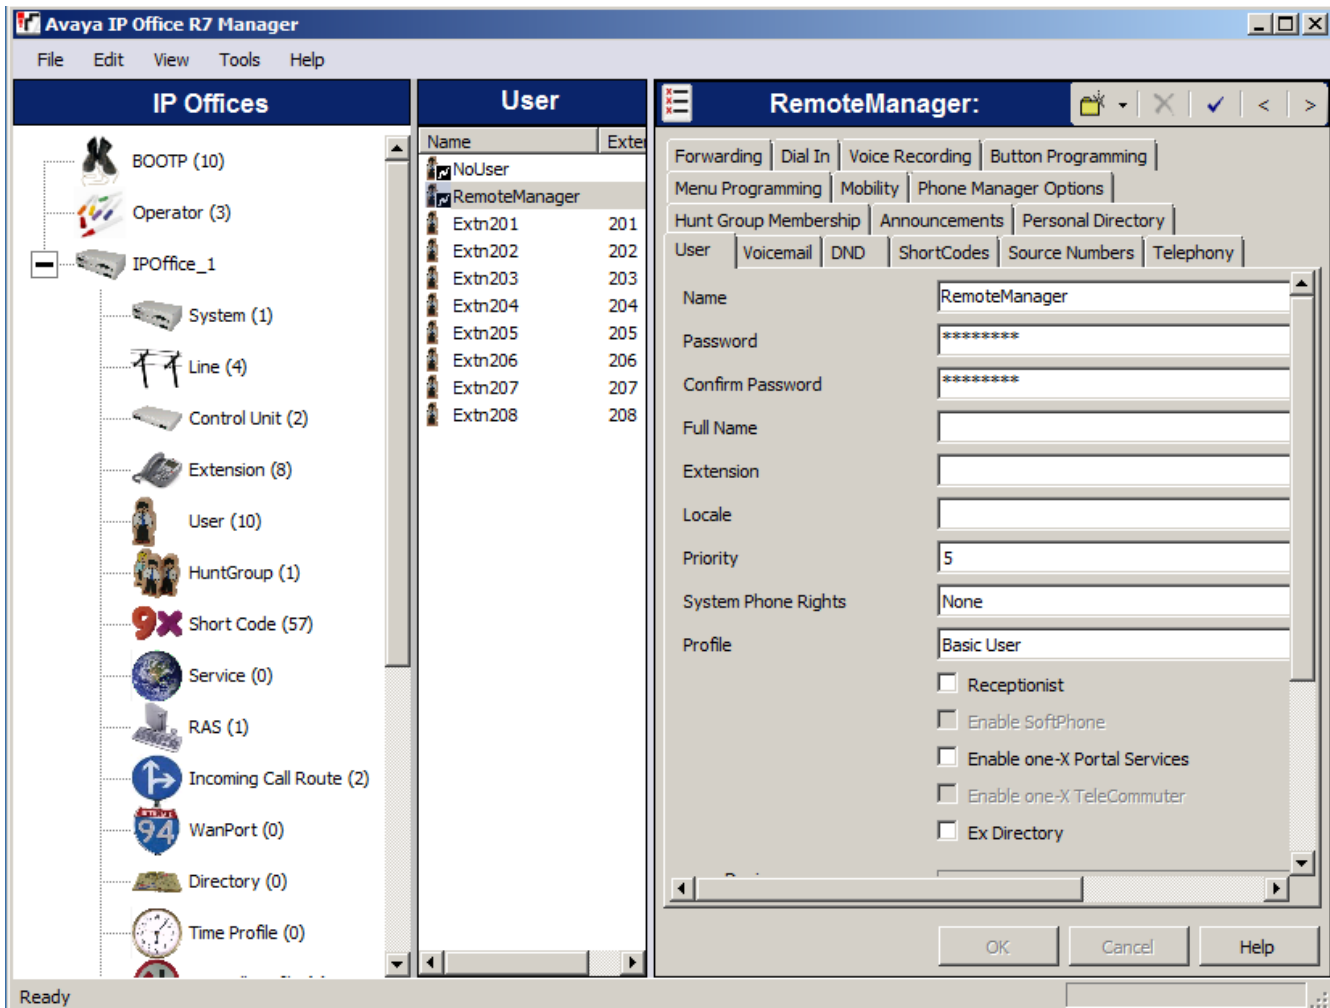 Avaya IP Office R7 Manager
File Edit View Tools Help
IP Offices
BOOTP (10)
Operator (3)
IPOffice_1
System (1)
Line (4)
Control Unit (2)
Extension (8)
User (10)
HuntGroup (1)
9x Short Code (57)
Service (0)
RAS (1)
Incoming Call Route (2)
94 WanPort (0)
Directory (0)
Time Profile (0)
User
Name Exte
NoUser
RemoteManager
Extn201 201
Extn202 202
Extn203 203
Extn204 204
Extn205 205
Extn206 206
Extn207 207
Extn208 208
RemoteManager:
Forwarding Dial In Voice Recording Button Programming
Menu Programming Mobility Phone Manager Options
Hunt Group Membership Announcements Personal Directory
User Voicemail DND ShortCodes Source Numbers Telephony
Name RemoteManager
Password ********
Confirm Password ********
Full Name
Extension
Locale
Priority 5
System Phone Rights None
Profile Basic User
Receptionist
Enable SoftPhone
Enable one-X Portal Services
Enable one-X TeleCommuter
Ex Directory
OK Cancel Help
Ready